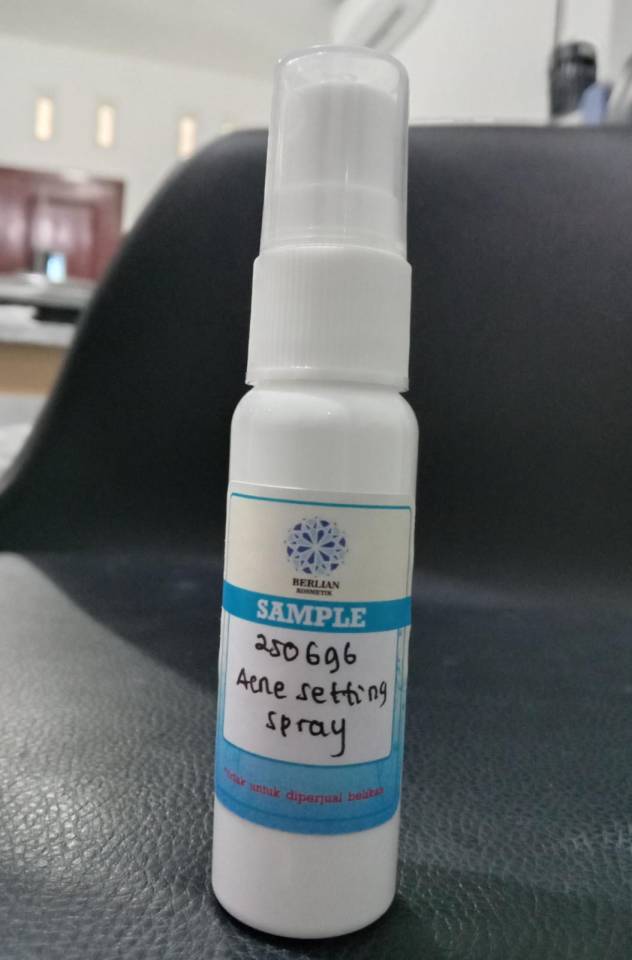 BERLIAN
KOSMETIK
SAMPLE
250696
Acne setting
spray
*tidak untuk diperjual belikan